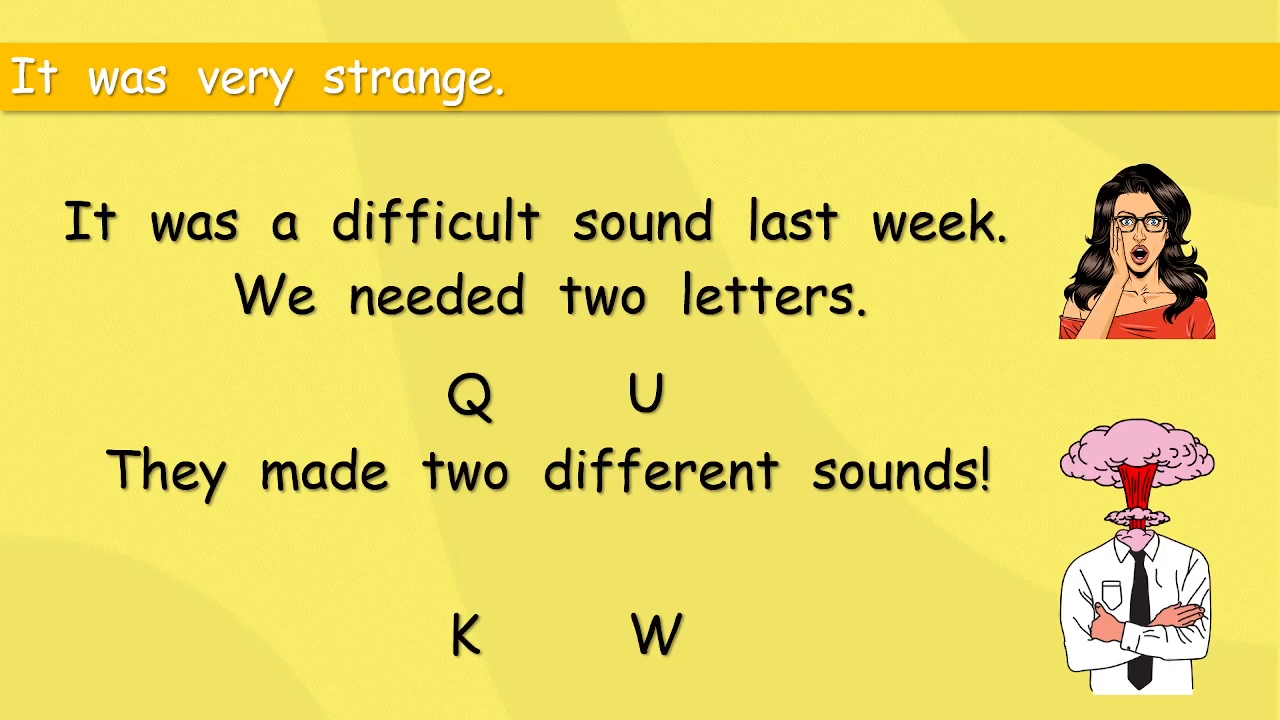 It was very strange.
It was a difficult sound last week.
We needed two letters.
Q U
They made two different sounds!
K W